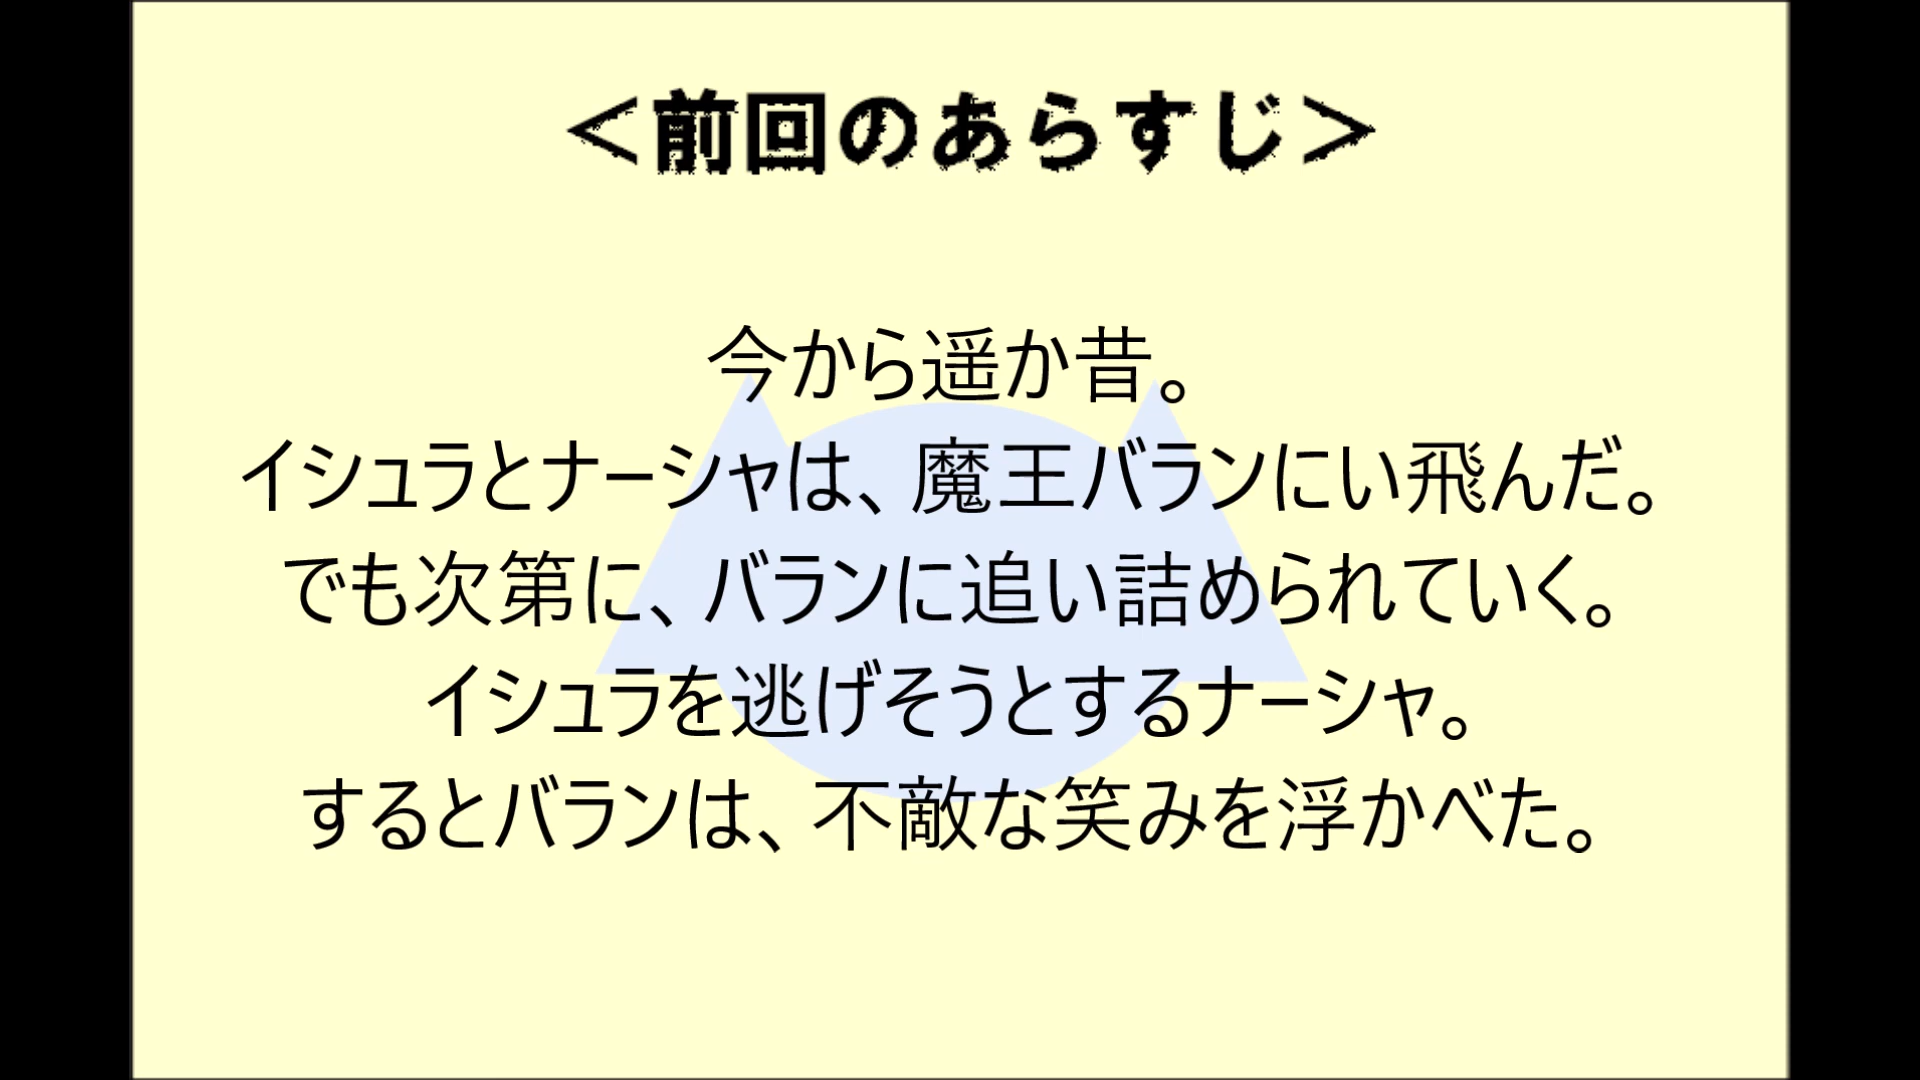 ＜前回のあらすじ＞
今から遥か昔。
イシュラとナーシャは、魔王バランにい飛んだ。
でも次第に、バランに追い詰められていく。
イシュラを逃げそうとするナーシャ。
するとバランは、不敵な笑みを浮かべた。